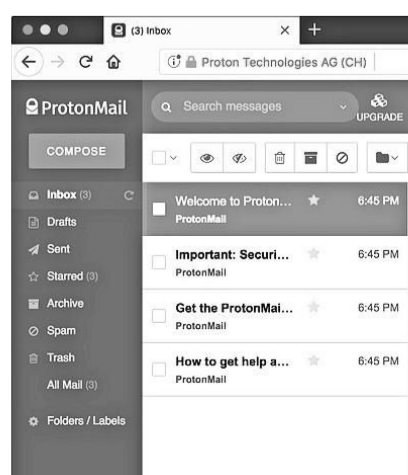 (3) Inbox
Proton Technologies AG (CH)
ProtonMail
Search messages
UPGRADE
COMPOSE
Inbox (3)
Drafts
Sent
Starred (3)
Archive
Spam
Trash
All Mail (3)
Folders / Labels
Welcome to Proton... 6:45 PM
ProtonMail
Important: Securi... 6:45 PM
ProtonMail
Get the ProtonMai... 6:45 PM
ProtonMail
How to get help a... 6:45 PM
ProtonMail